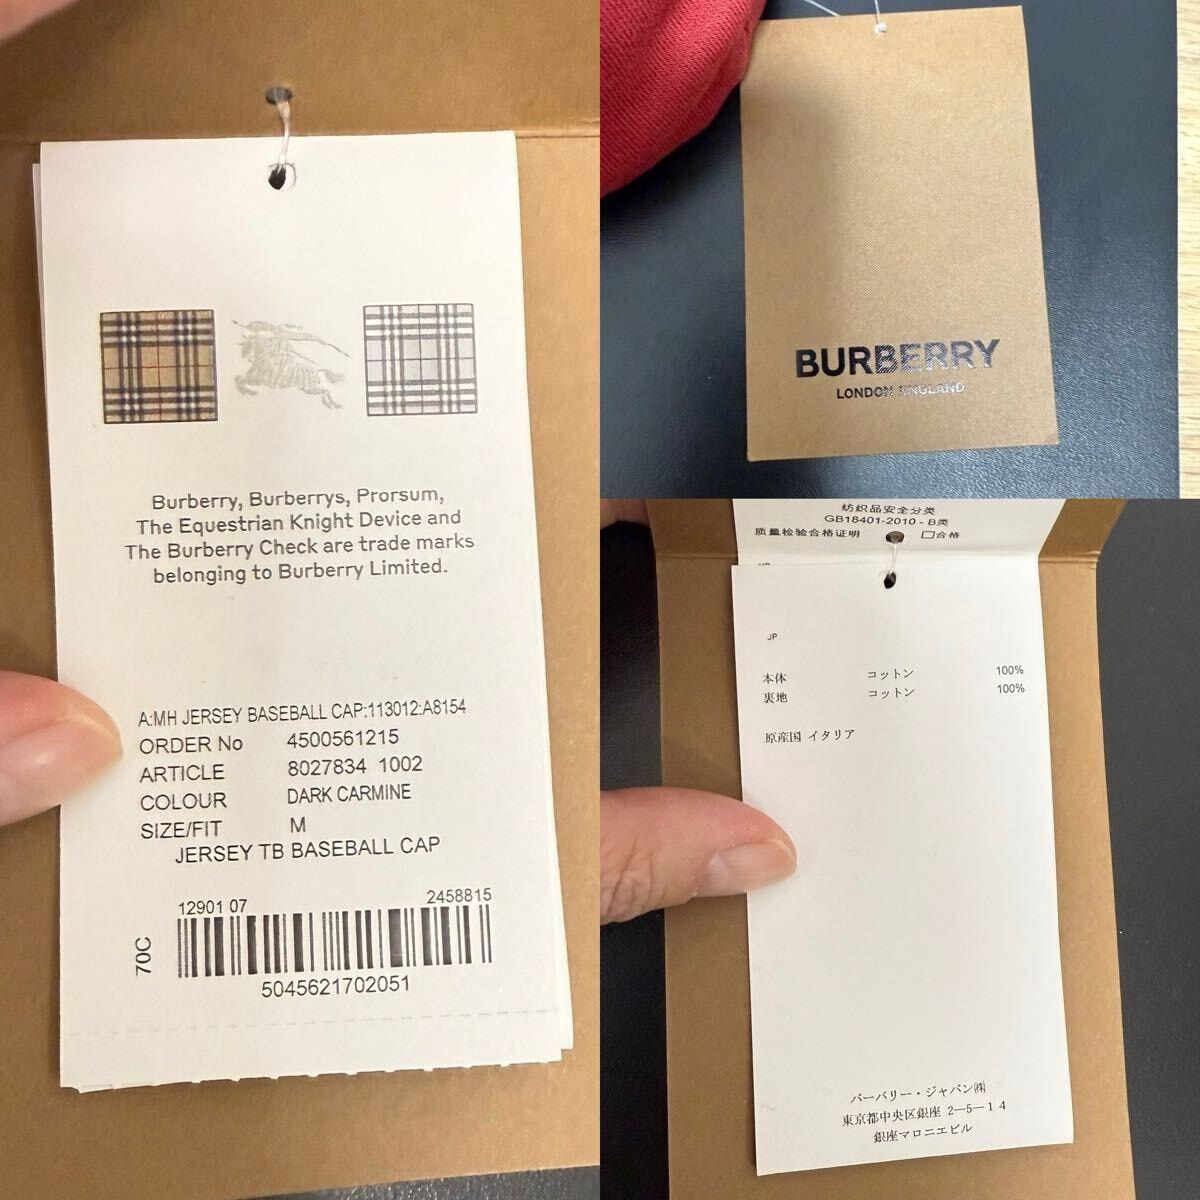 Burberry, Burberrys, Prorsum,
The Equestrian Knight Device and
The Burberry Check are trade marks
belonging to Burberry Limited.
A:MH JERSEY BASEBALL CAP:113012:A8154
ORDER No 4500561215
ARTICLE 8027834 1002
COLOUR DARK CARMINE
SIZE/FIT M
JERSEY TB BASEBALL CAP
12901 07 2458815
70C
5045621702051
BURBERRY
LONDON ENGLAND
纺织品安全分类
GB18401-2010 - B类
质量检验合格证明 □合格
JP
本体 コットン 100%
裏地 コットン 100%
原産国 イタリア
バーバリー・ジャパン㈱
東京都中央区銀座 2—5—14
銀座マロニエビル